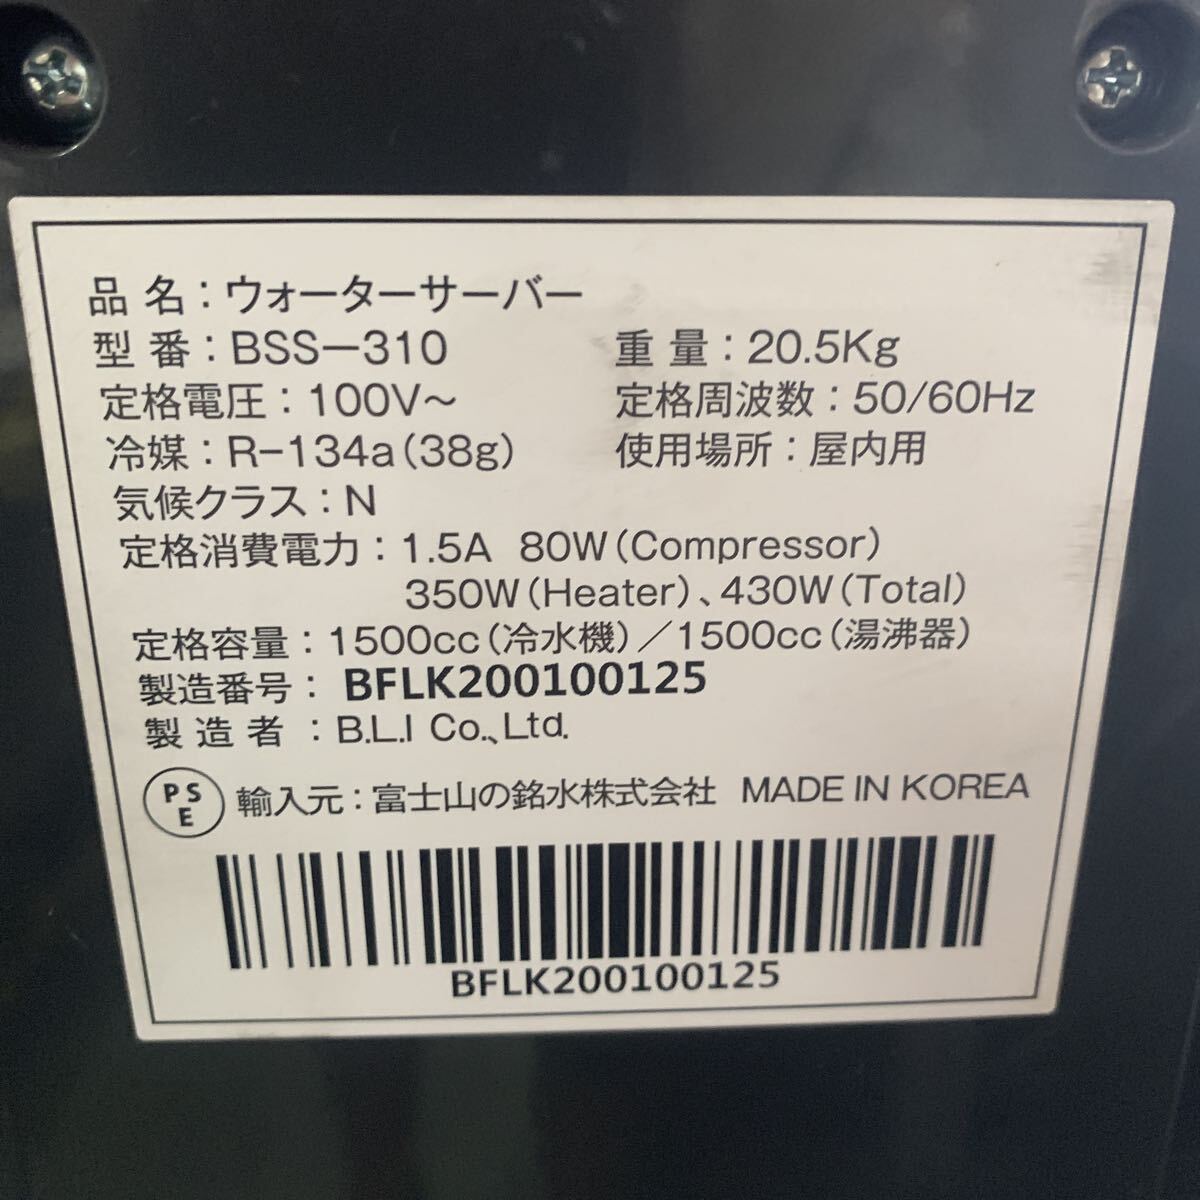 品 名：ウォーターサーバー
型 番：BSS－310 重 量：20.5Kg
定格電圧：100V～ 定格周波数：50/60Hz
冷媒：R-134a(38g) 使用場所：屋内用
気候クラス：N
定格消費電力：1.5A 80W(Compressor)
350W(Heater)、430W(Total)
定格容量：1500cc(冷水機)／1500cc(湯沸器)
製造番号：BFLK200100125
製 造 者 ：B.L.I Co.,Ltd.
PSE 輸入元：富士山の銘水株式会社 MADE IN KOREA
BFLK200100125